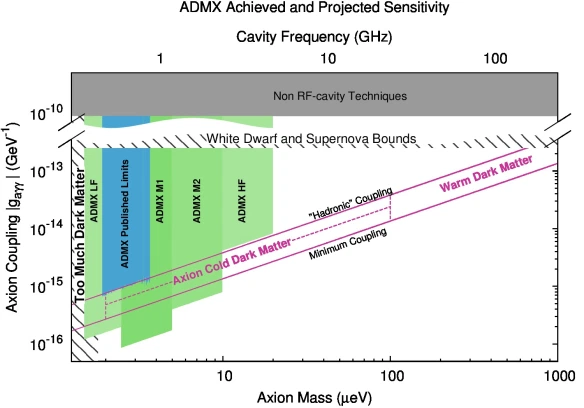 ADMX Achieved and Projected Sensitivity
Cavity Frequency (GHz)
1
10
100
Non RF-cavity Techniques
10⁻¹⁰
White Dwarf and Supernova Bounds
10⁻¹³
10⁻¹⁴
10⁻¹⁵
10⁻¹⁶
Axion Coupling |gₐγγ| (GeV⁻¹)
Too Much Dark Matter
ADMX LF
ADMX Published Limits
ADMX M1
ADMX M2
ADMX HF
"Hadronic" Coupling
Minimum Coupling
Axion Cold Dark Matter
Warm Dark Matter
10
100
1000
Axion Mass (μeV)